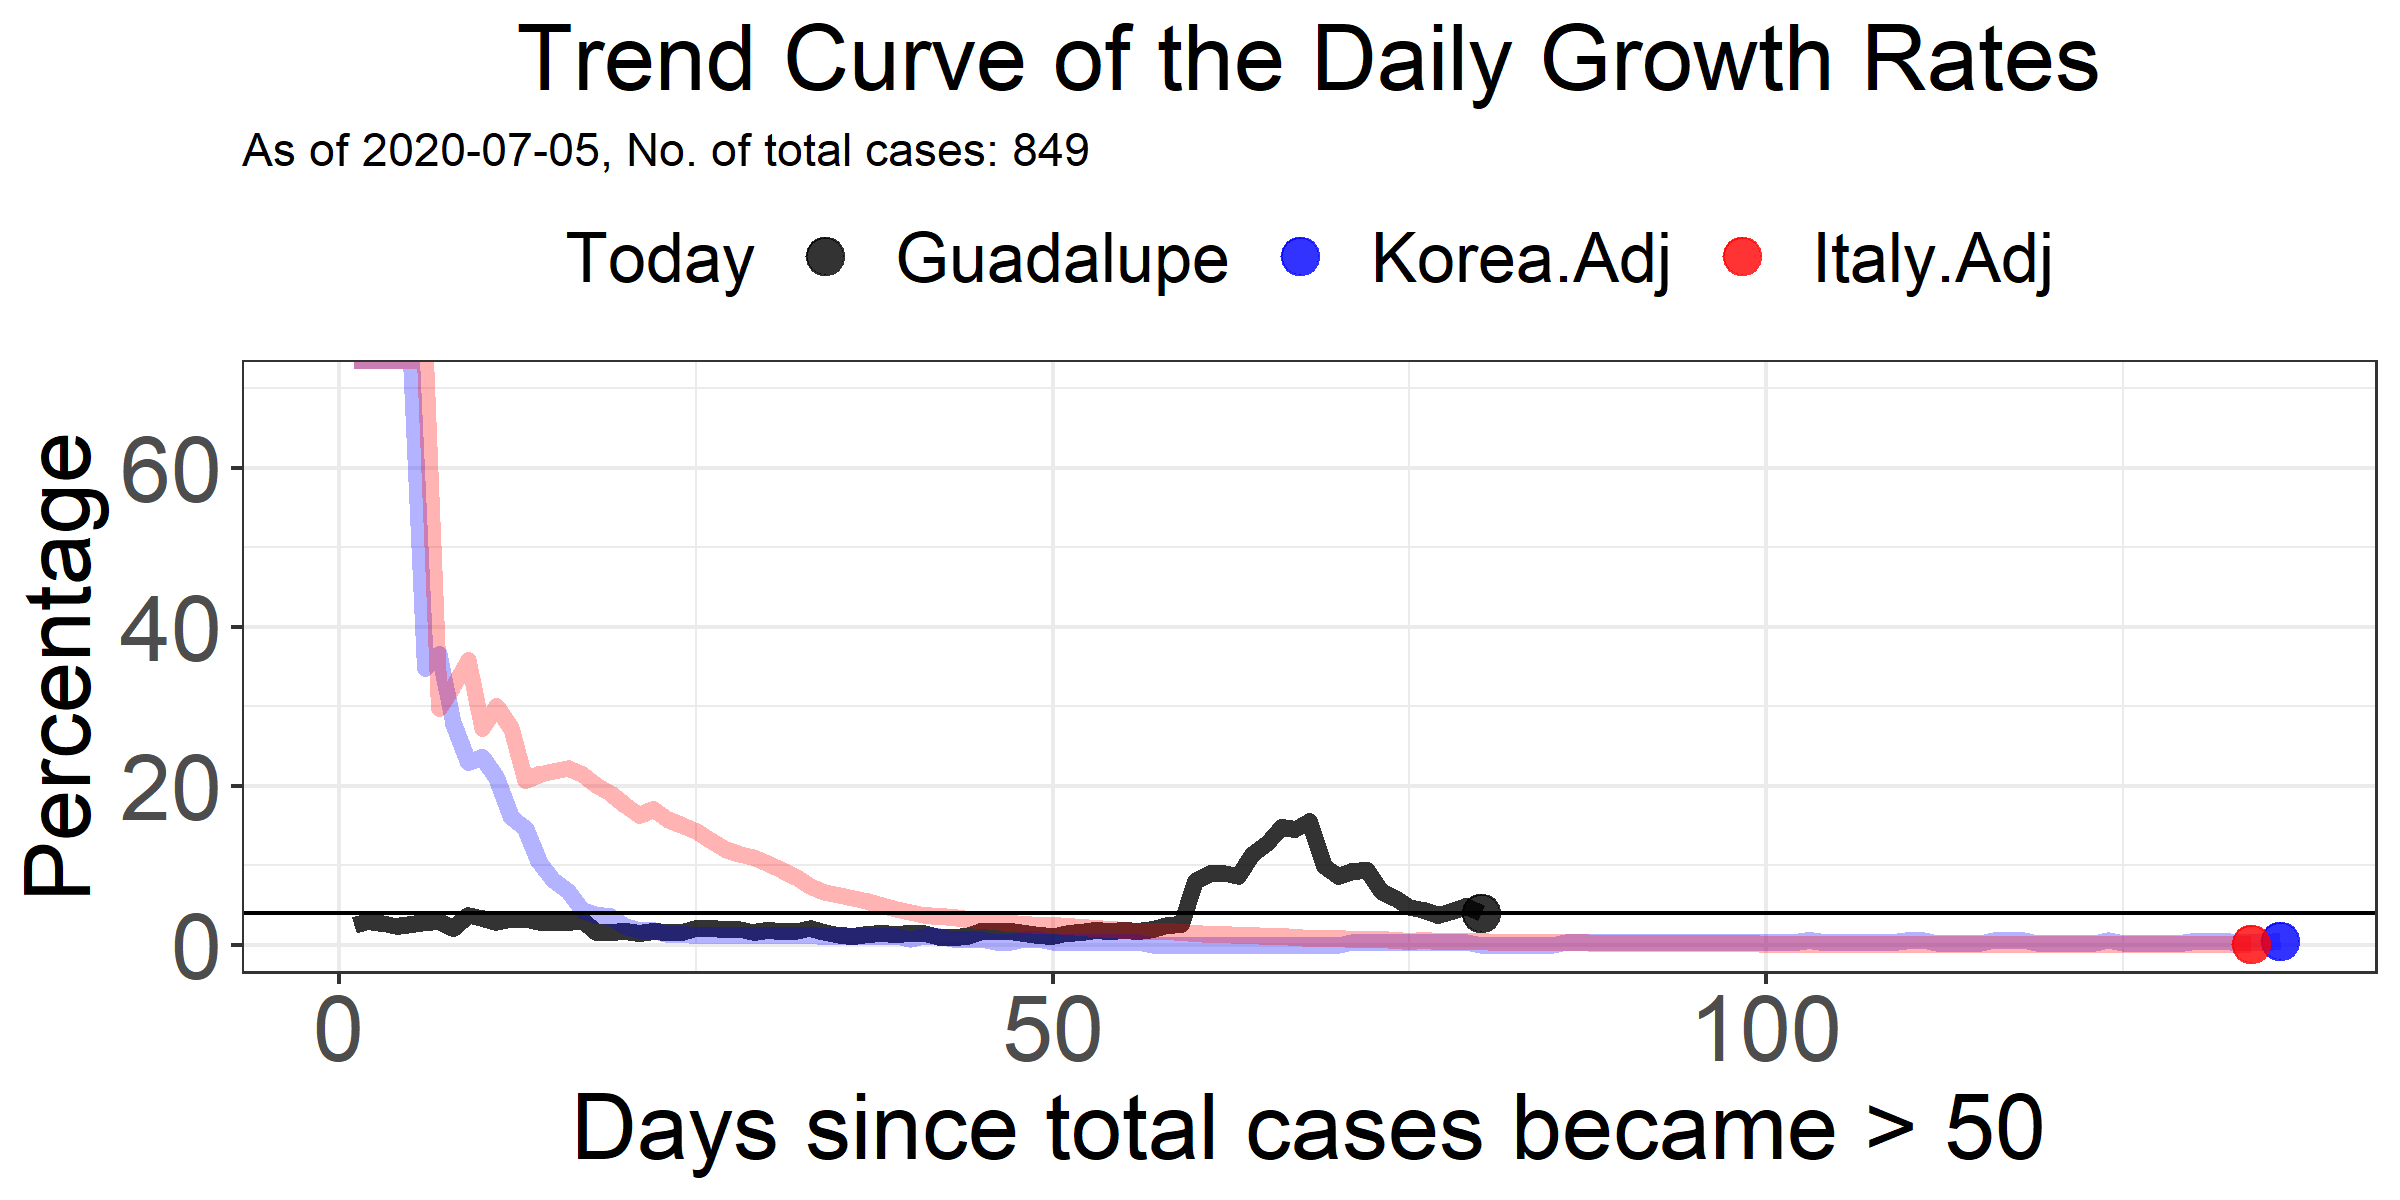 Trend Curve of the Daily Growth Rates
As of 2020-07-05, No. of total cases: 849
Today Guadalupe Korea.Adj Italy.Adj
Percentage
60
40
20
0
0 50 100
Days since total cases became > 50